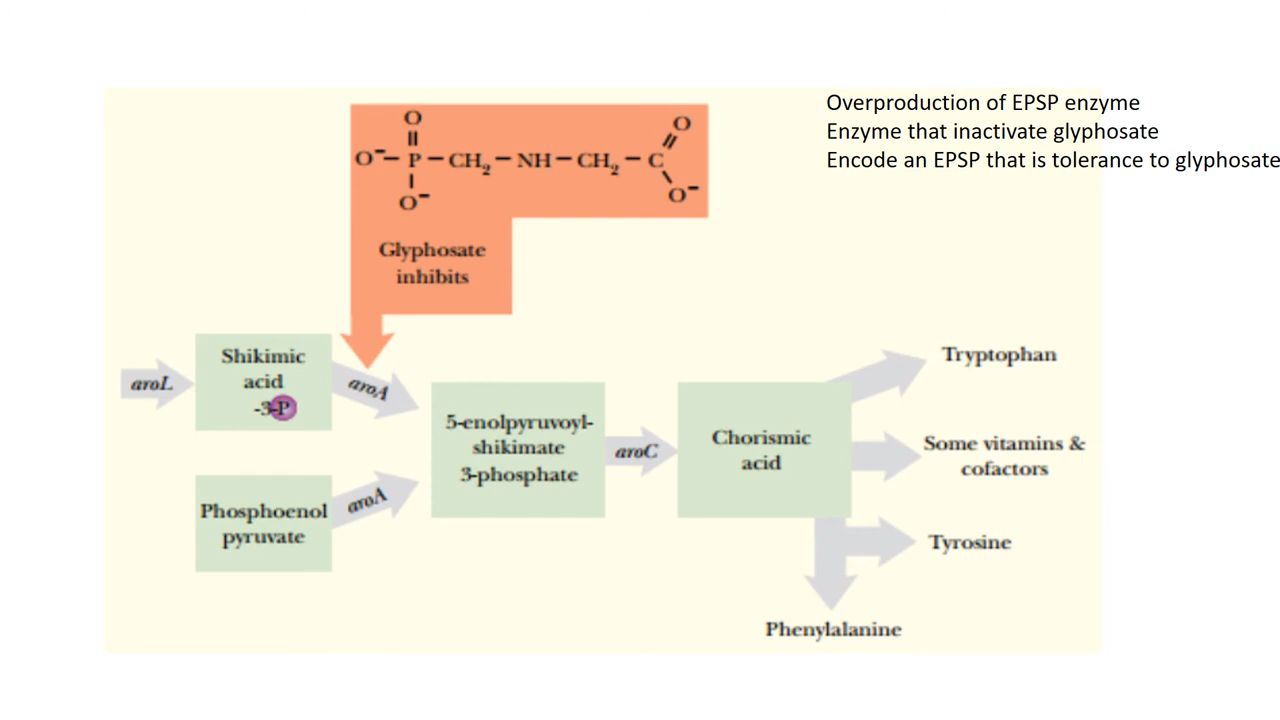 Overproduction of EPSP enzyme
Enzyme that inactivate glyphosate
Encode an EPSP that is tolerance to glyphosate
O
O
O⁻ – P – CH₂ – NH – CH₂ – C
O⁻
O⁻
Glyphosate
inhibits
aroL
Shikimic
acid
-3-P
aroA
Phosphoenol
pyruvate
aroA
5-enolpyruvoyl-
shikimate
3-phosphate
aroC
Chorismic
acid
Tryptophan
Some vitamins &
cofactors
Tyrosine
Phenylalanine